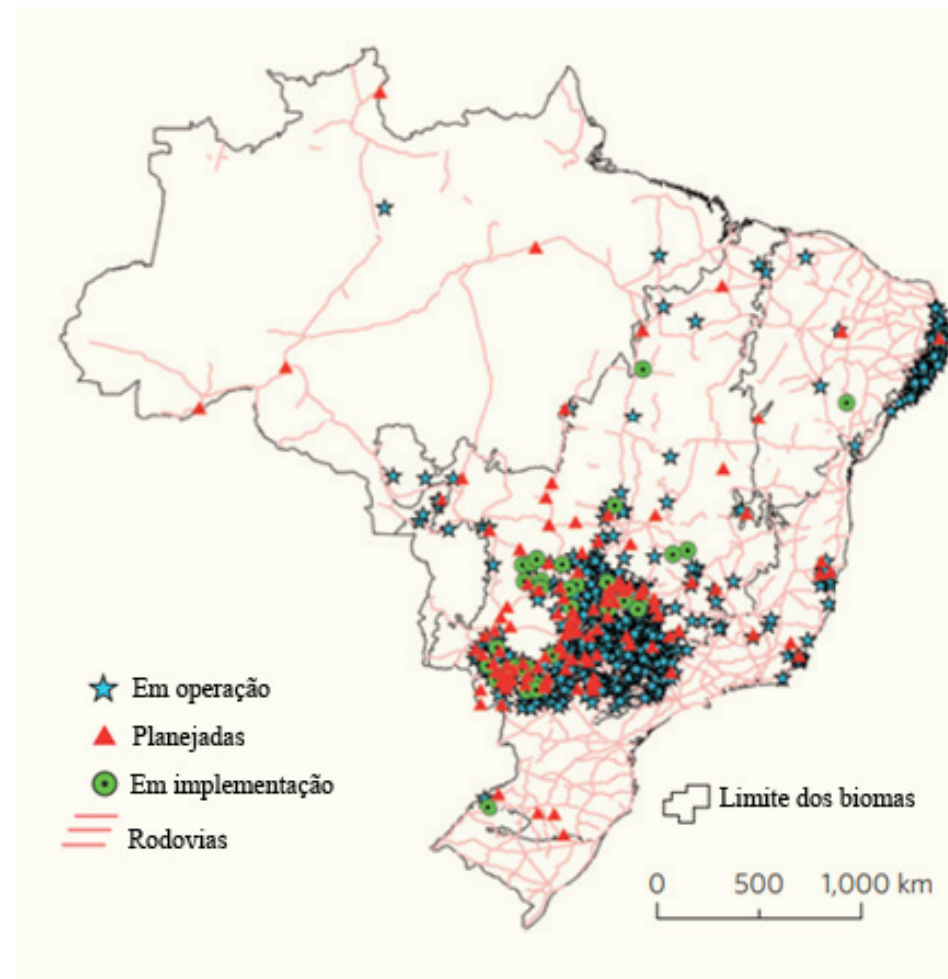 Em operação
Planejadas
Em implementação
Rodovias
Limite dos biomas
0 500 1,000 km